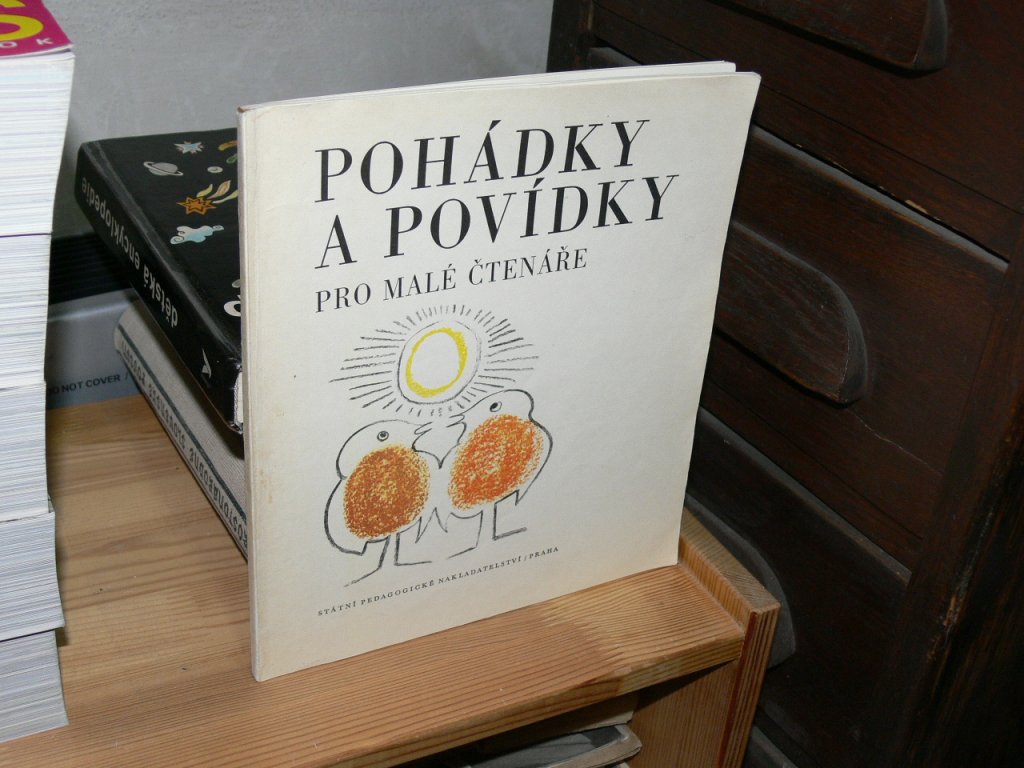 POHÁDKY
A POVÍDKY
PRO MALÉ ČTENÁŘE
STÁTNÍ PEDAGOGICKÉ NAKLADATELSTVÍ / PRAHA
dětská encyklopedie
NOT COVER /
O K